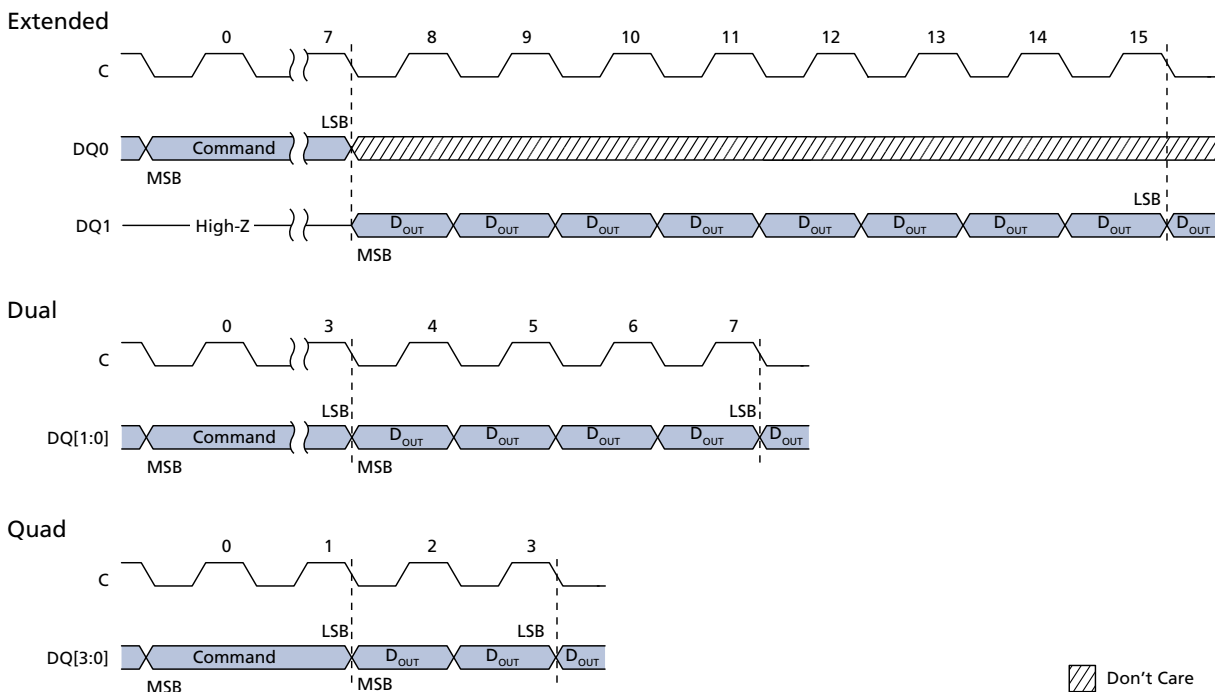 Extended
0 7 8 9 10 11 12 13 14 15
C
LSB
DQ0 Command
MSB
LSB
DQ1 High-Z DOUT DOUT DOUT DOUT DOUT DOUT DOUT DOUT DOUT
MSB
Dual
0 3 4 5 6 7
C
LSB LSB
DQ[1:0] Command DOUT DOUT DOUT DOUT DOUT
MSB MSB
Quad
0 1 2 3
C
LSB LSB
DQ[3:0] Command DOUT DOUT DOUT
MSB MSB
Don't Care